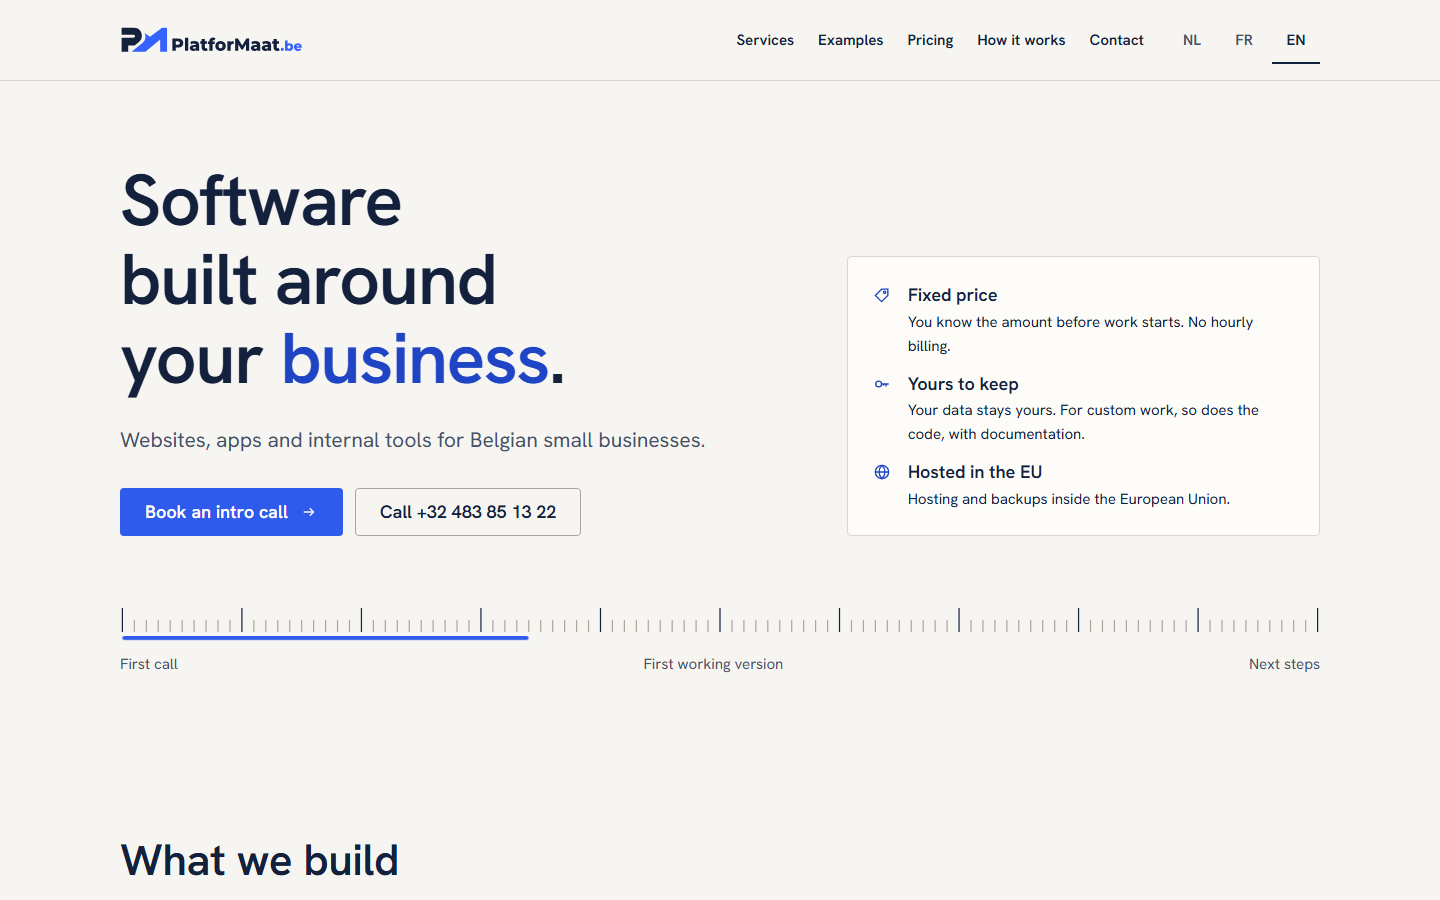 PM PlatforMaat.be
Services Examples Pricing How it works Contact NL FR EN
Software
built around
your business.
Websites, apps and internal tools for Belgian small businesses.
Book an intro call →
Call +32 483 85 13 22
Fixed price
You know the amount before work starts. No hourly
billing.
Yours to keep
Your data stays yours. For custom work, so does the
code, with documentation.
Hosted in the EU
Hosting and backups inside the European Union.
First call
First working version
Next steps
What we build